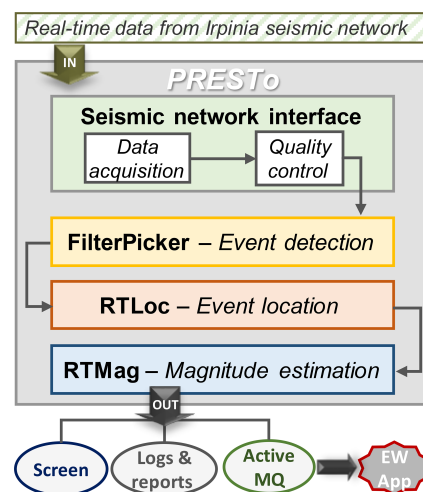 Real-time data from Irpinia seismic network
IN
PRESTo
Seismic network interface
Data
acquisition
Quality
control
FilterPicker – Event detection
RTLoc – Event location
RTMag – Magnitude estimation
OUT
Screen
Logs &
reports
Active
MQ
EW
App